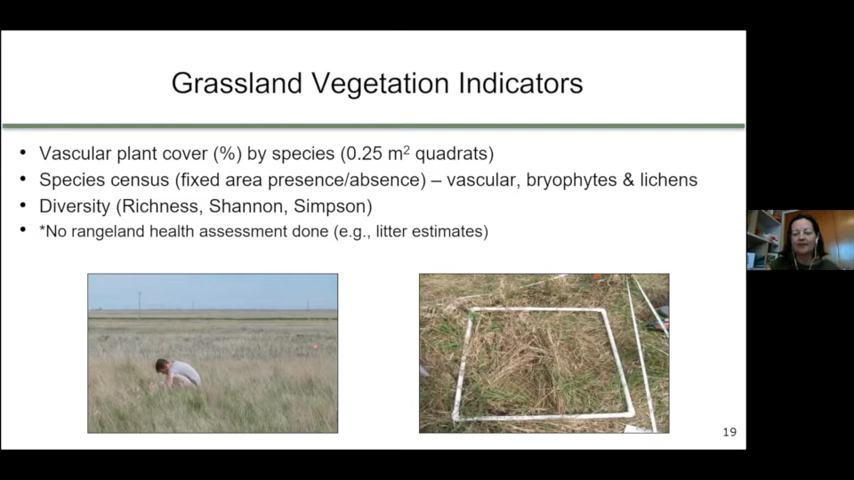 Grassland Vegetation Indicators
• Vascular plant cover (%) by species (0.25 m² quadrats)
• Species census (fixed area presence/absence) – vascular, bryophytes & lichens
• Diversity (Richness, Shannon, Simpson)
• *No rangeland health assessment done (e.g., litter estimates)
19